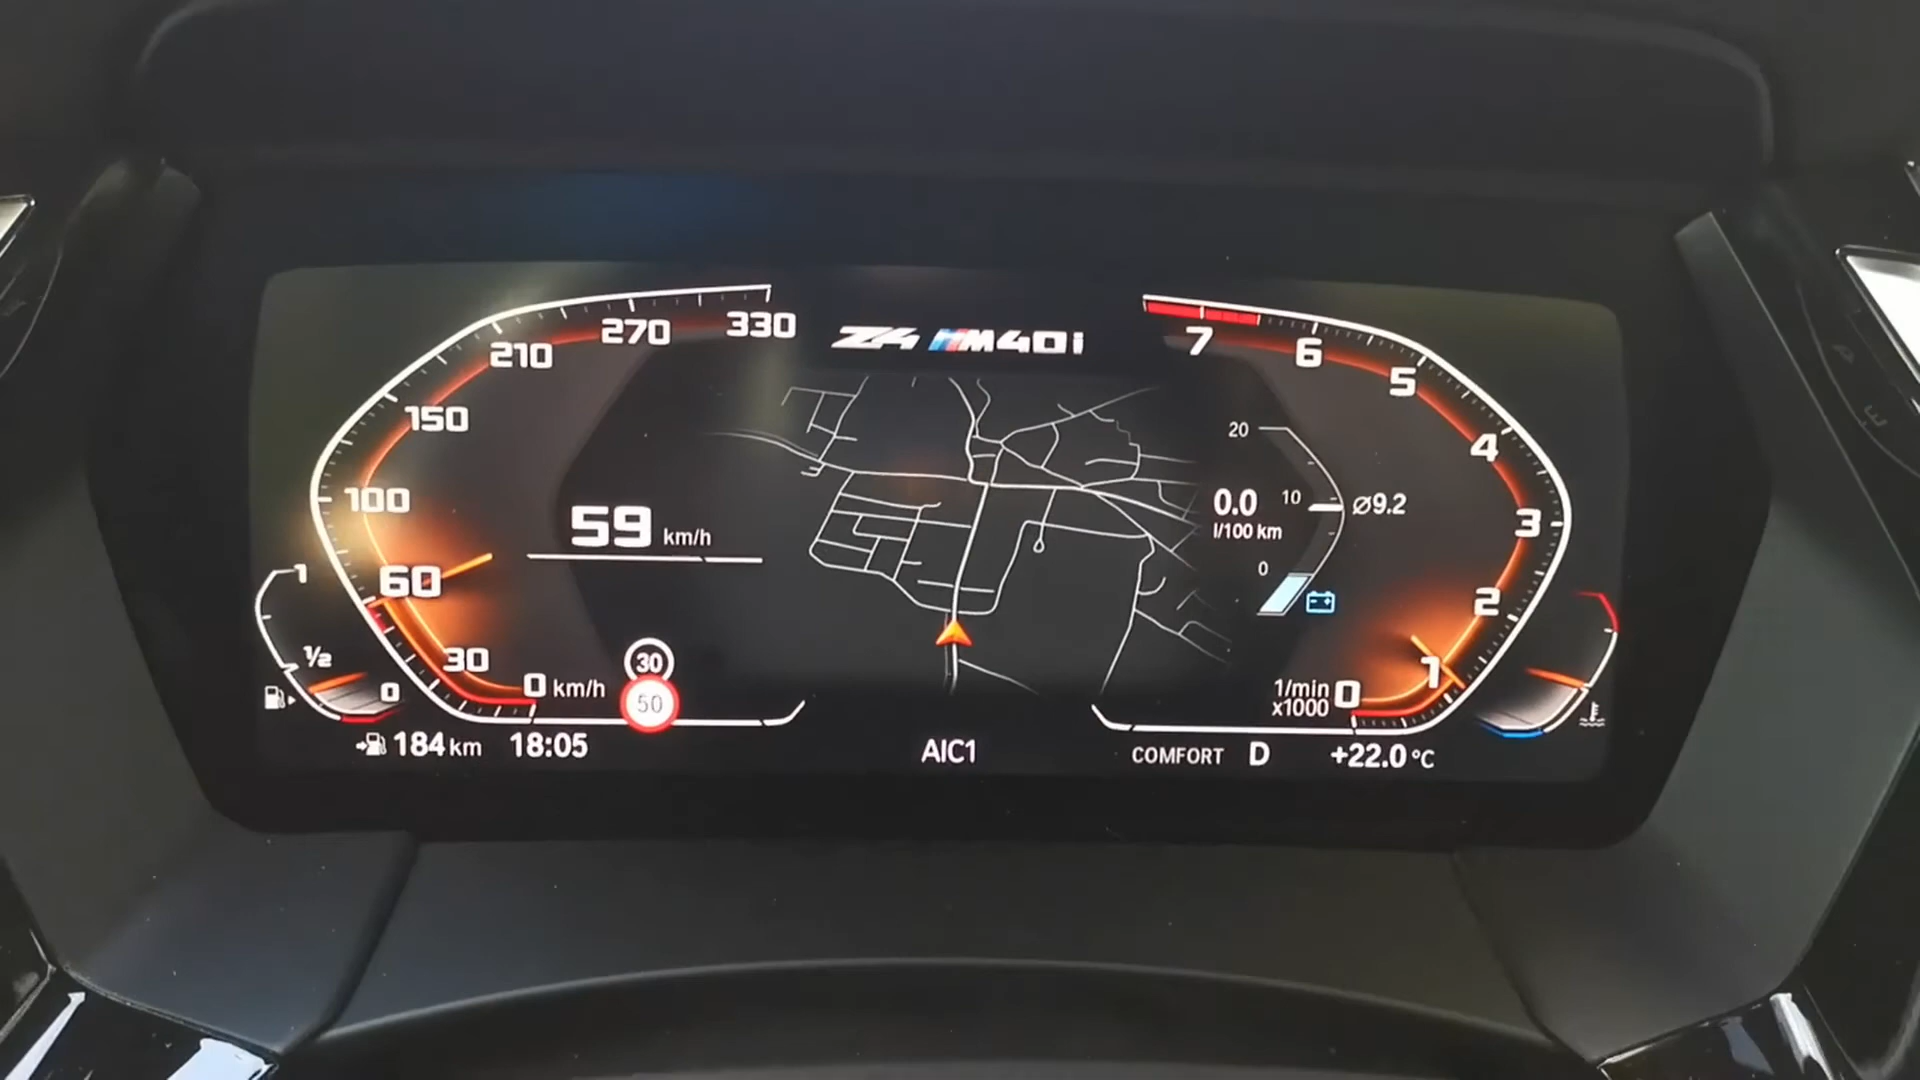 Z4 M40i
330
270
210
150
100
60
30
0 km/h
59 km/h
30
50
1
½
0
184 km
18:05
AIC1
7
6
5
4
3
2
1
0
1/min
x1000
20
10
0
0.0
l/100 km
⌀9.2
COMFORT D
+22.0 °C